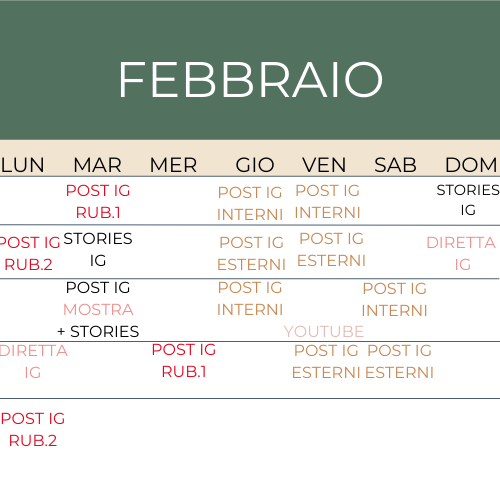 FEBBRAIO
LUN MAR MER GIO VEN SAB DOM
POST IG POST IG POST IG STORIES
RUB.1 INTERNI INTERNI IG
POST IG STORIES POST IG POST IG DIRETTA
RUB.2 IG ESTERNI ESTERNI IG
POST IG POST IG POST IG
MOSTRA INTERNI INTERNI
+ STORIES YOUTUBE
DIRETTA POST IG POST IG POST IG
IG RUB.1 ESTERNI ESTERNI
POST IG
RUB.2